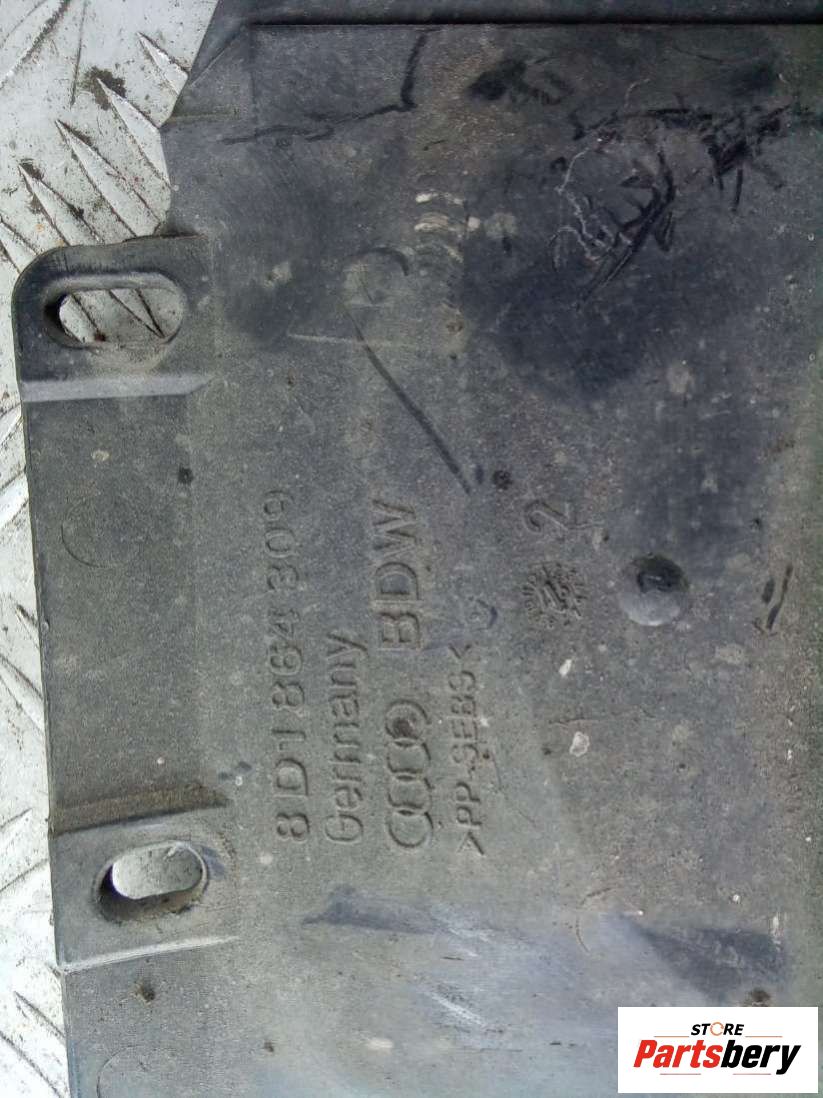 8D1 864 309
Germany
BDW
>PP-SEBS<
2
STORE
Partsbery